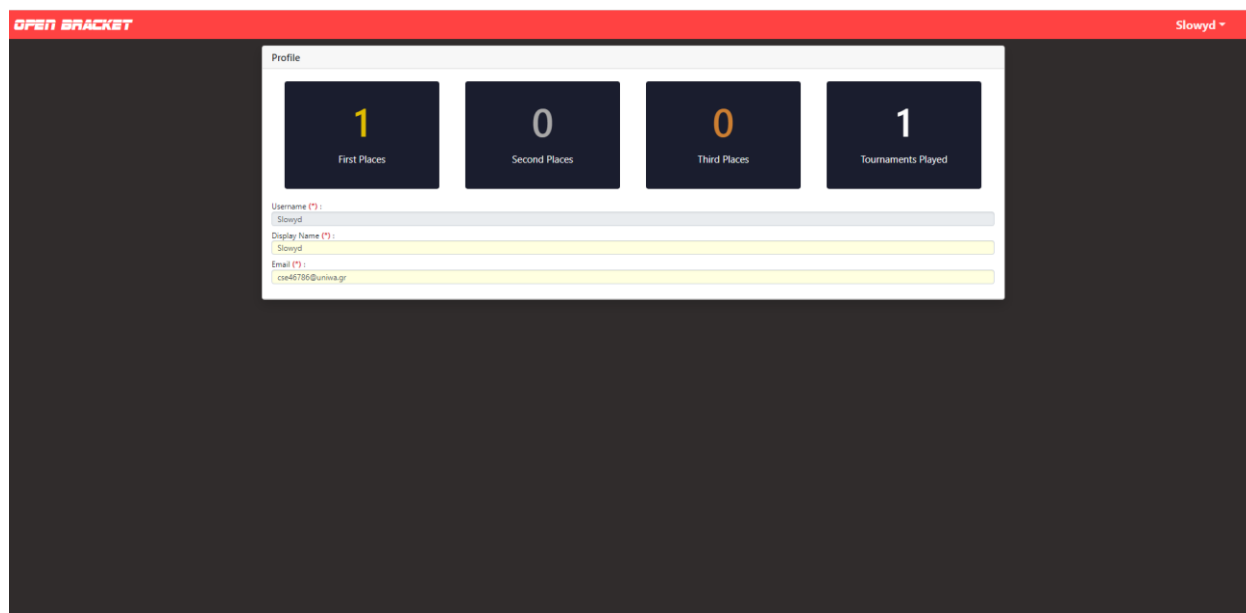 OPEN BRACKET
Slowyd
Profile
1
First Places
0
Second Places
0
Third Places
1
Tournaments Played
Username (*) :
Slowyd
Display Name (*) :
Slowyd
Email (*) :
cse46786@uniwa.gr